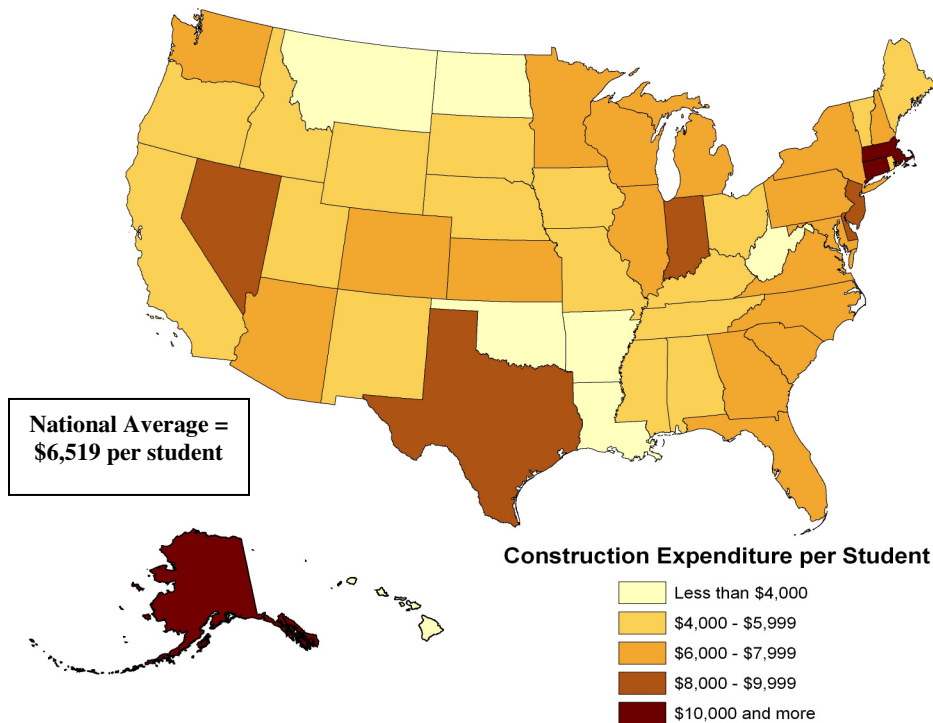 National Average =
$6,519 per student
Construction Expenditure per Student
Less than $4,000
$4,000 - $5,999
$6,000 - $7,999
$8,000 - $9,999
$10,000 and more